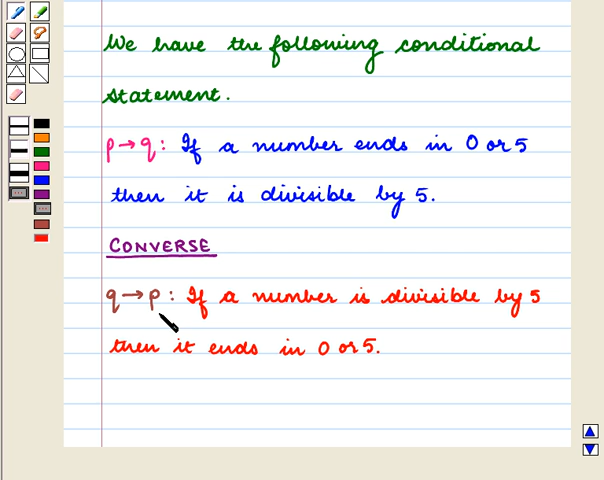 We have the following conditional
statement.
p→q: If a number ends in 0 or 5
then it is divisible by 5.
CONVERSE
q→p: If a number is divisible by 5
then it ends in 0 or 5.